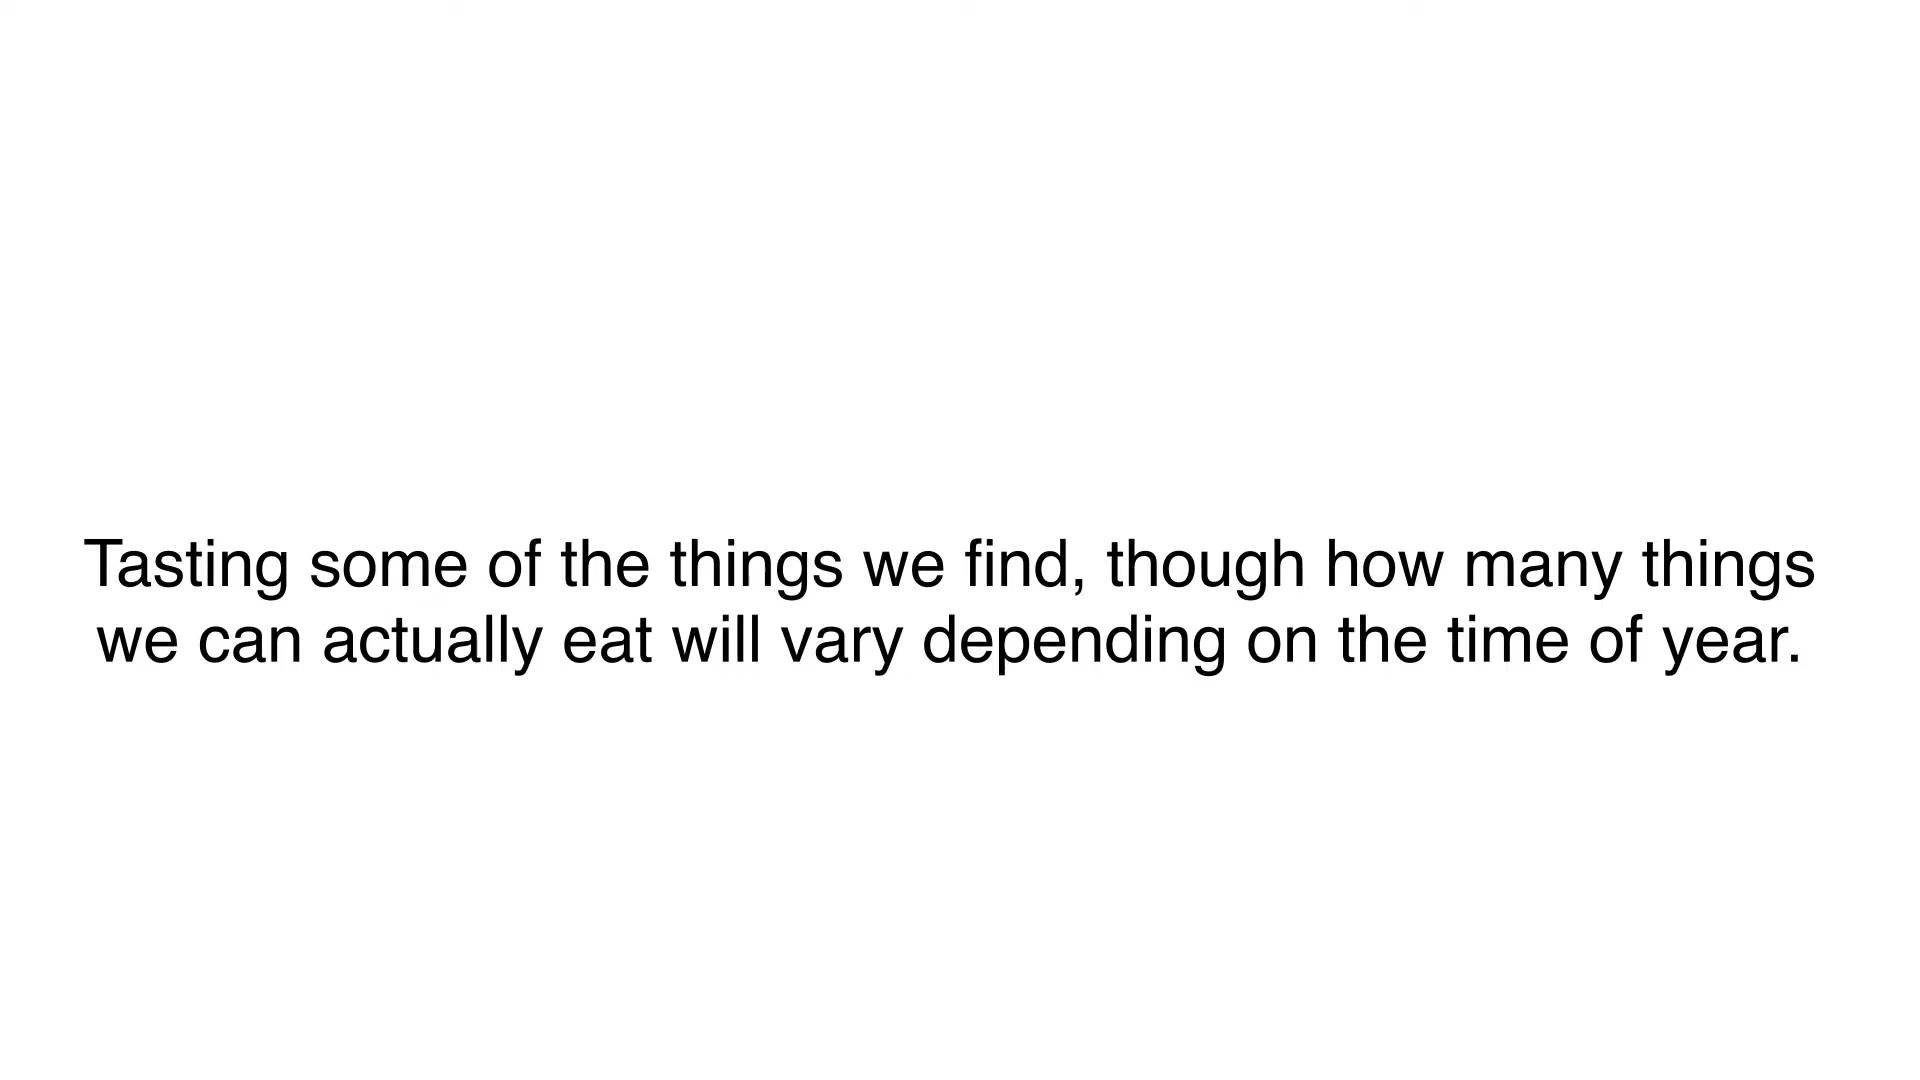 Tasting some of the things we find, though how many things
we can actually eat will vary depending on the time of year.